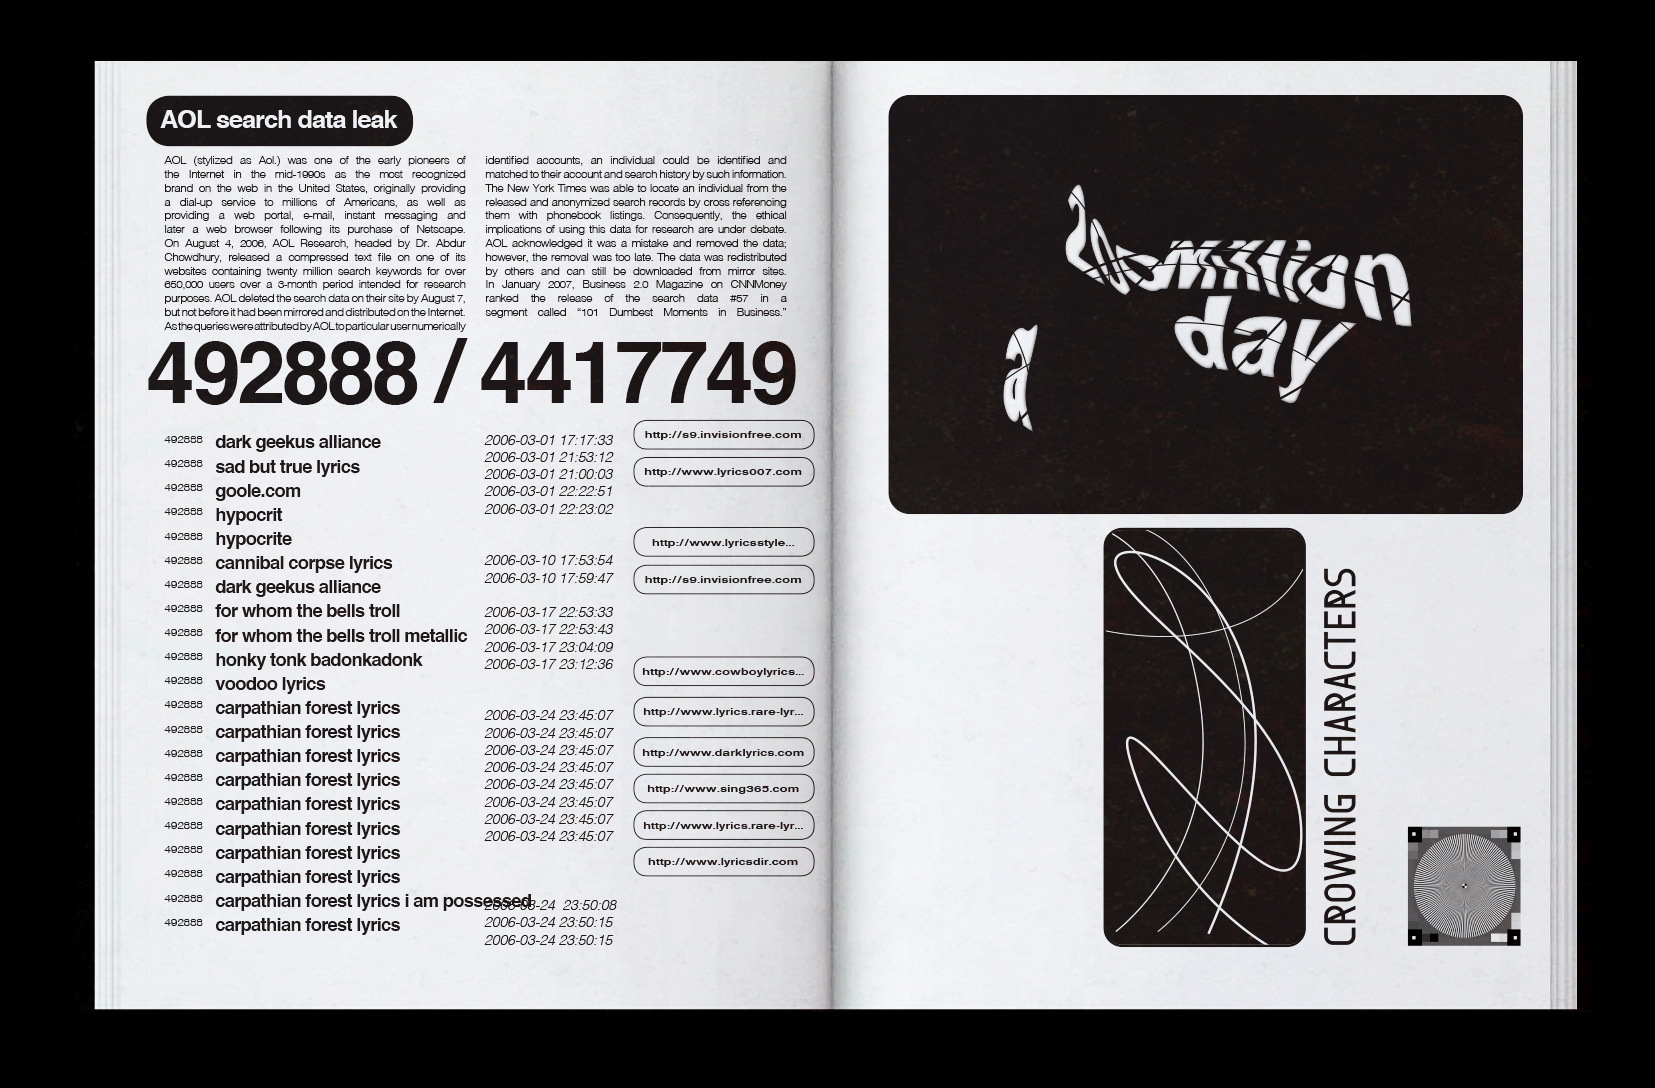 AOL search data leak
AOL (stylized as Aol.) was one of the early pioneers of
the Internet in the mid-1990s as the most recognized
brand on the web in the United States, originally providing
a dial-up service to millions of Americans, as well as
providing a web portal, e-mail, instant messaging and
later a web browser following its purchase of Netscape.
On August 4, 2006, AOL Research, headed by Dr. Abdur
Chowdhury, released a compressed text file on one of its
websites containing twenty million search keywords for over
650,000 users over a 3-month period intended for research
purposes. AOL deleted the search data on their site by August 7,
but not before it had been mirrored and distributed on the Internet.
As the queries were attributed by AOL to particular user numerically
identified accounts, an individual could be identified and
matched to their account and search history by such information.
The New York Times was able to locate an individual from the
released and anonymized search records by cross referencing
them with phonebook listings. Consequently, the ethical
implications of using this data for research are under debate.
AOL acknowledged it was a mistake and removed the data;
however, the removal was too late. The data was redistributed
by others and can still be downloaded from mirror sites.
In January 2007, Business 2.0 Magazine on CNNMoney
ranked the release of the search data #57 in a
segment called “101 Dumbest Moments in Business.”
492888 / 4417749
492888 dark geekus alliance
492888 sad but true lyrics
492888 goole.com
492888 hypocrit
492888 hypocrite
492888 cannibal corpse lyrics
492888 dark geekus alliance
492888 for whom the bells troll
492888 for whom the bells troll metallic
492888 honky tonk badonkadonk
492888 voodoo lyrics
492888 carpathian forest lyrics
492888 carpathian forest lyrics
492888 carpathian forest lyrics
492888 carpathian forest lyrics
492888 carpathian forest lyrics
492888 carpathian forest lyrics
492888 carpathian forest lyrics
492888 carpathian forest lyrics
492888 carpathian forest lyrics i am possessed
492888 carpathian forest lyrics
2006-03-01 17:17:33
2006-03-01 21:53:12
2006-03-01 21:00:03
2006-03-01 22:22:51
2006-03-01 22:23:02
2006-03-10 17:53:54
2006-03-10 17:59:47
2006-03-17 22:53:33
2006-03-17 22:53:43
2006-03-17 23:04:09
2006-03-17 23:12:36
2006-03-24 23:45:07
2006-03-24 23:45:07
2006-03-24 23:45:07
2006-03-24 23:45:07
2006-03-24 23:45:07
2006-03-24 23:45:07
2006-03-24 23:45:07
2006-03-24 23:45:07
2006-03-24 23:50:08
2006-03-24 23:50:15
2006-03-24 23:50:15
http://s9.invisionfree.com
http://www.lyrics007.com
http://www.lyricsstyle...
http://s9.invisionfree.com
http://www.cowboylyrics...
http://www.lyrics.rare-lyr...
http://www.darklyrics.com
http://www.sing365.com
http://www.lyrics.rare-lyr...
http://www.lyricsdir.com
million
a day
CROWING CHARACTERS